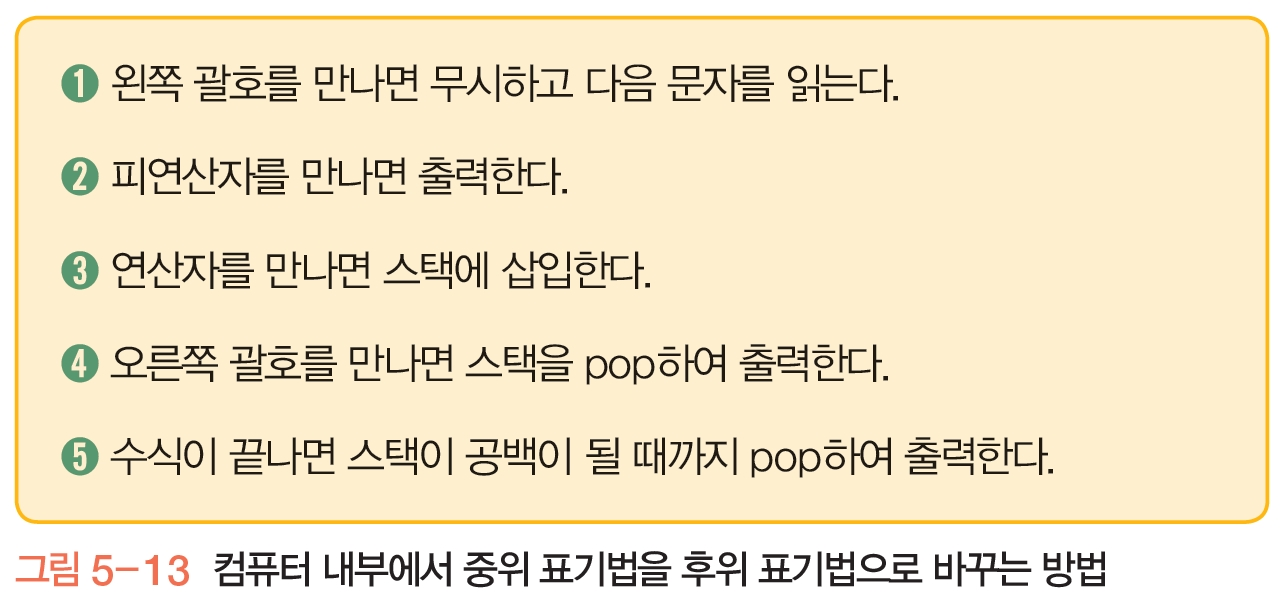 ❶ 왼쪽 괄호를 만나면 무시하고 다음 문자를 읽는다.
❷ 피연산자를 만나면 출력한다.
❸ 연산자를 만나면 스택에 삽입한다.
❹ 오른쪽 괄호를 만나면 스택을 pop하여 출력한다.
❺ 수식이 끝나면 스택이 공백이 될 때까지 pop하여 출력한다.
그림 5-13 컴퓨터 내부에서 중위 표기법을 후위 표기법으로 바꾸는 방법